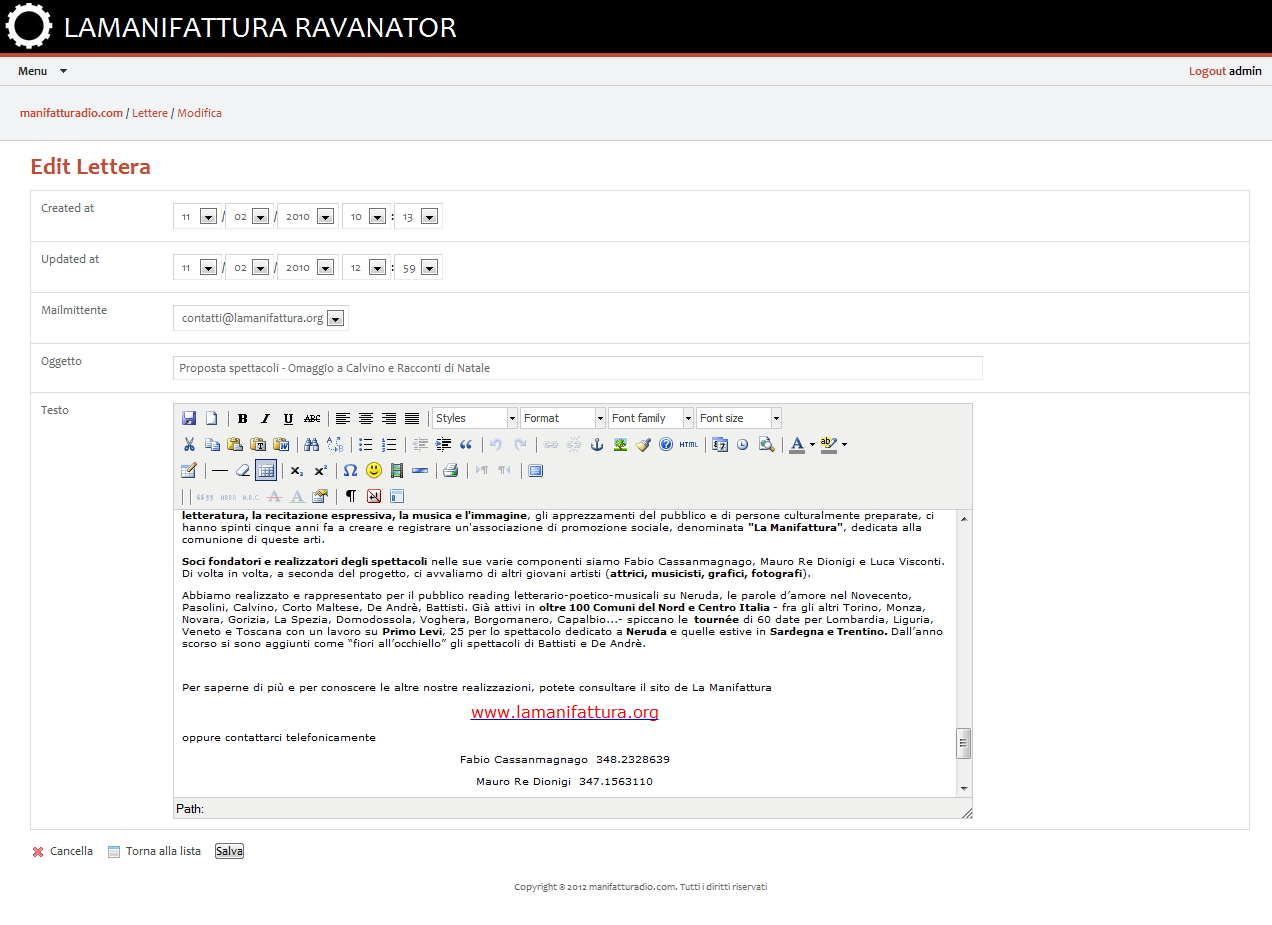 LAMANIFATTURA RAVANATOR
Menu
Logout admin
manifatturadio.com / Lettere / Modifica
Edit Lettera
Created at
11 / 02 / 2010 10 : 13
Updated at
11 / 02 / 2010 12 : 59
Mailmittente
contatti@lamanifattura.org
Oggetto
Proposta spettacoli - Omaggio a Calvino e Racconti di Natale
Testo
B I U ABC Styles Format Font family Font size
HTML
letteratura, la recitazione espressiva, la musica e l'immagine, gli apprezzamenti del pubblico e di persone culturalmente preparate, ci
hanno spinti cinque anni fa a creare e registrare un'associazione di promozione sociale, denominata "La Manifattura", dedicata alla
comunione di queste arti.
Soci fondatori e realizzatori degli spettacoli nelle sue varie componenti siamo Fabio Cassanmagnago, Mauro Re Dionigi e Luca Visconti.
Di volta in volta, a seconda del progetto, ci avvaliamo di altri giovani artisti (attrici, musicisti, grafici, fotografi).
Abbiamo realizzato e rappresentato per il pubblico reading letterario-poetico-musicali su Neruda, le parole d’amore nel Novecento,
Pasolini, Calvino, Corto Maltese, De Andrè, Battisti. Già attivi in oltre 100 Comuni del Nord e Centro Italia - fra gli altri Torino, Monza,
Novara, Gorizia, La Spezia, Domodossola, Voghera, Borgomanero, Capalbio...- spiccano le tournée di 60 date per Lombardia, Liguria,
Veneto e Toscana con un lavoro su Primo Levi, 25 per lo spettacolo dedicato a Neruda e quelle estive in Sardegna e Trentino. Dall’anno
scorso si sono aggiunti come “fiori all’occhiello” gli spettacoli di Battisti e De Andrè.
Per saperne di più e per conoscere le altre nostre realizzazioni, potete consultare il sito de La Manifattura
www.lamanifattura.org
oppure contattarci telefonicamente
Fabio Cassanmagnago 348.2328639
Mauro Re Dionigi 347.1563110
Path:
Cancella Torna alla lista Salva
Copyright © 2012 manifatturadio.com. Tutti i diritti riservati